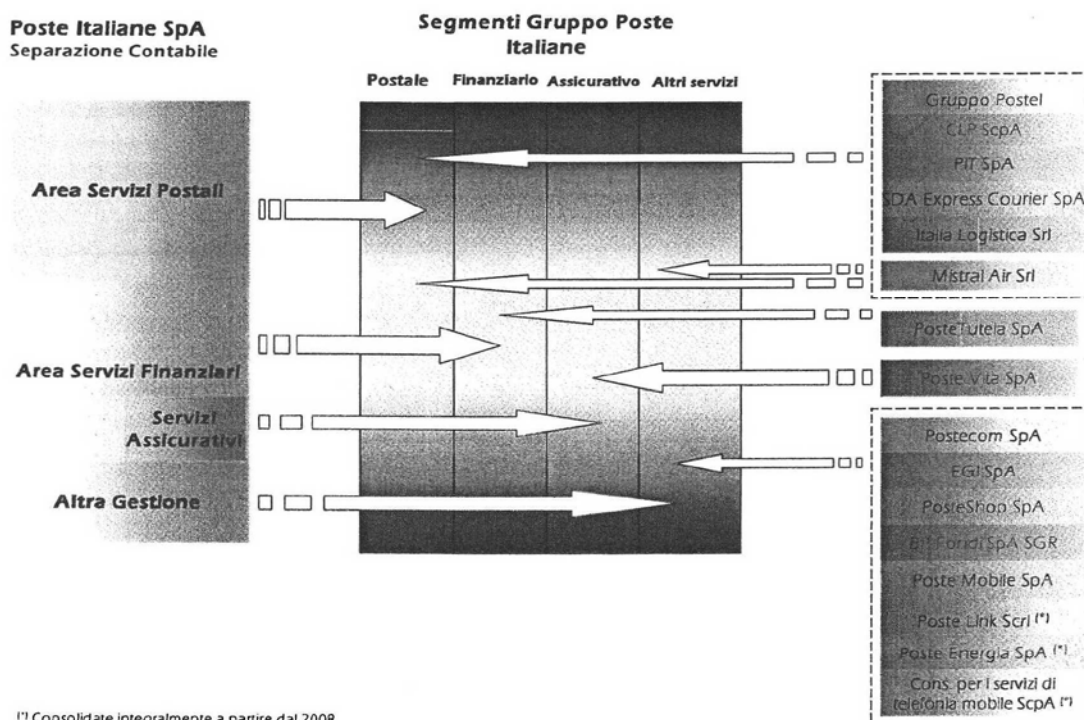 Poste Italiane SpA
Separazione Contabile
Segmenti Gruppo Poste
Italiane
Postale Finanziario Assicurativo Altri servizi
Area Servizi Postali
Area Servizi Finanziari
Servizi
Assicurativi
Altra Gestione
Gruppo Postel
CLP ScpA
PIT SpA
SDA Express Courier SpA
Italia Logistica Srl
Mistral Air Srl
PosteTutela SpA
Poste Vita SpA
Postecom SpA
EGI SpA
PosteShop SpA
Fondi SpA SGR
Poste Mobile SpA
Poste Link Scrl (*)
Poste Energia SpA (*)
Cons. per i servizi di
telefonia mobile ScpA (*)
(*) Consolidate integralmente a partire dal 2008